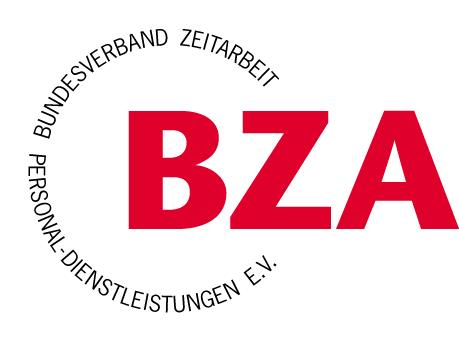 BUNDESVERBAND ZEITARBEIT
PERSONAL-DIENSTLEISTUNGEN E.V.
BZA